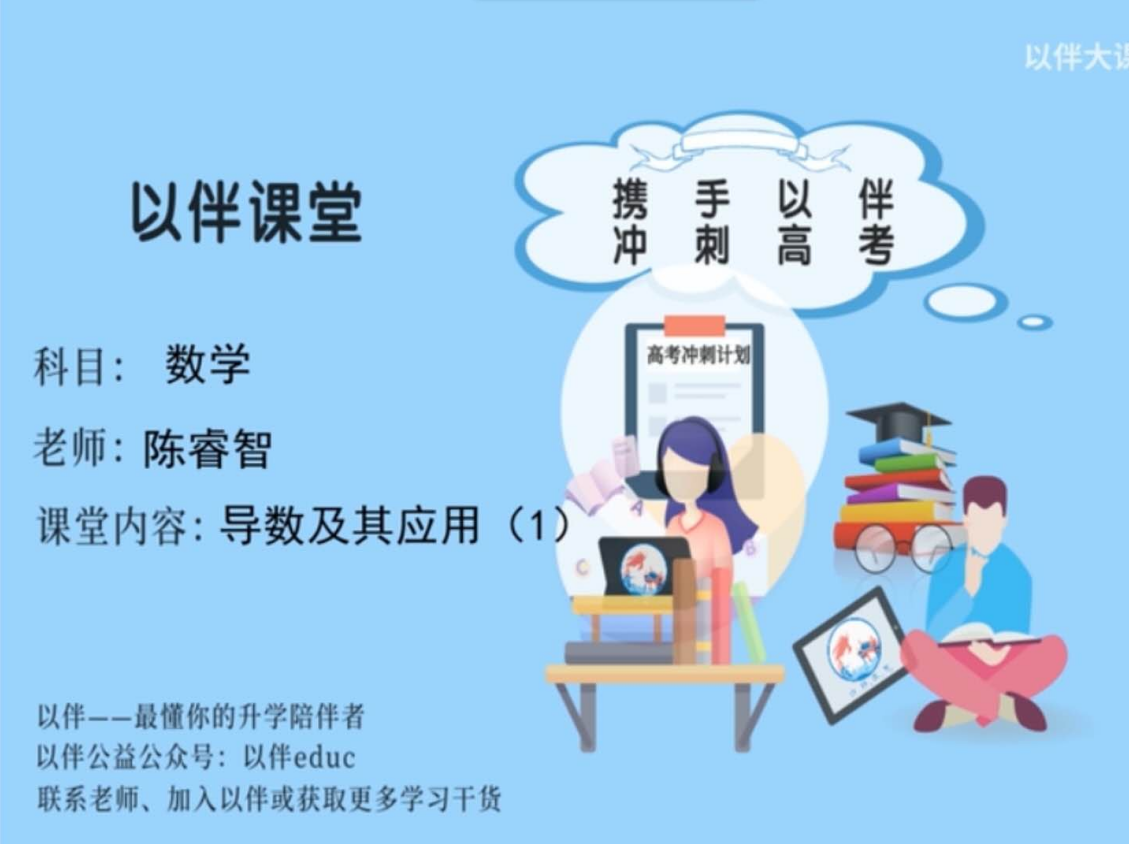 以伴大课
以伴课堂
携手以伴
冲刺高考
高考冲刺计划
科目： 数学
老师：陈睿智
课堂内容：导数及其应用（1）
以伴——最懂你的升学陪伴者
以伴公益公众号：以伴educ
联系老师、加入以伴或获取更多学习干货